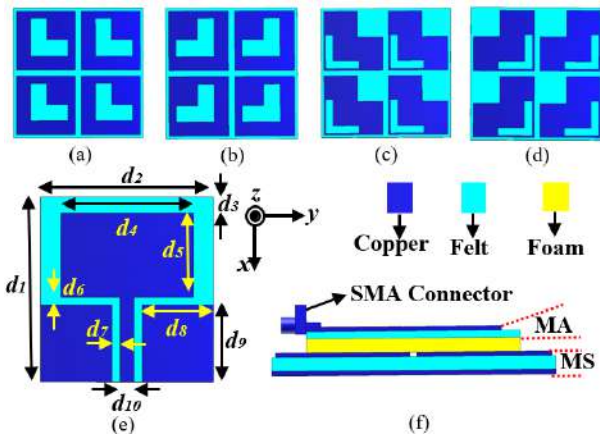 (a) (b) (c) (d)
d2
d3
d4
d5
z
y
x
d1
d6
d7
d8
d9
d10
(e)
Copper Felt Foam
SMA Connector
MA
MS
(f)